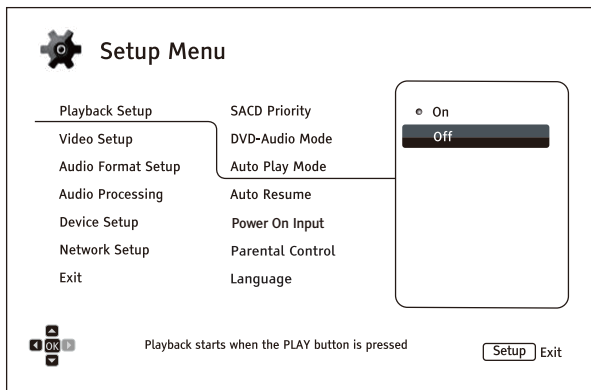 Setup Menu
Playback Setup
Video Setup
Audio Format Setup
Audio Processing
Device Setup
Network Setup
Exit
SACD Priority
DVD-Audio Mode
Auto Play Mode
Auto Resume
Power On Input
Parental Control
Language
On
Off
OK
Playback starts when the PLAY button is pressed
Setup Exit